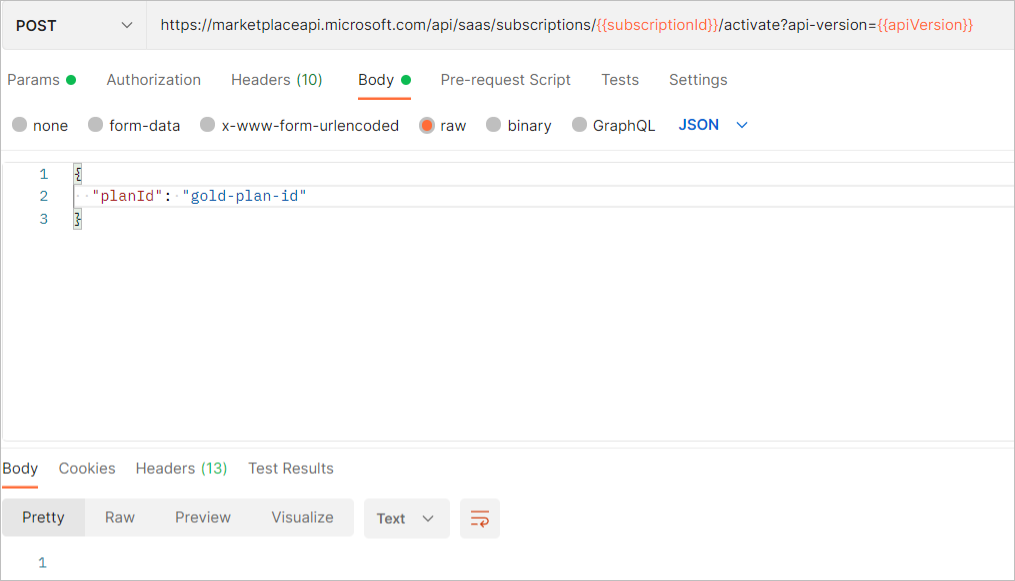 POST https://marketplaceapi.microsoft.com/api/saas/subscriptions/{{subscriptionId}}/activate?api-version={{apiVersion}}
Params Authorization Headers (10) Body Pre-request Script Tests Settings
none form-data x-www-form-urlencoded raw binary GraphQL JSON
1 {
2 "planId": "gold-plan-id"
3 }
Body Cookies Headers (13) Test Results
Pretty Raw Preview Visualize Text
1